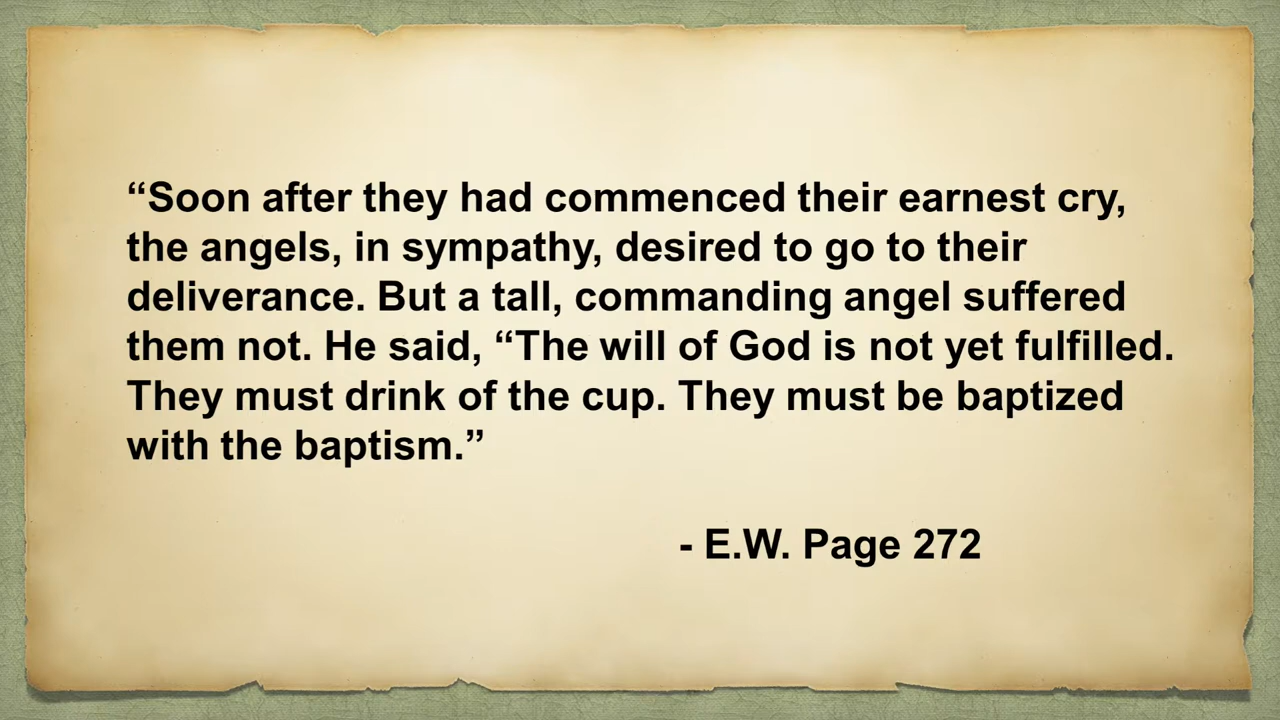 “Soon after they had commenced their earnest cry,
the angels, in sympathy, desired to go to their
deliverance. But a tall, commanding angel suffered
them not. He said, “The will of God is not yet fulfilled.
They must drink of the cup. They must be baptized
with the baptism.”
- E.W. Page 272